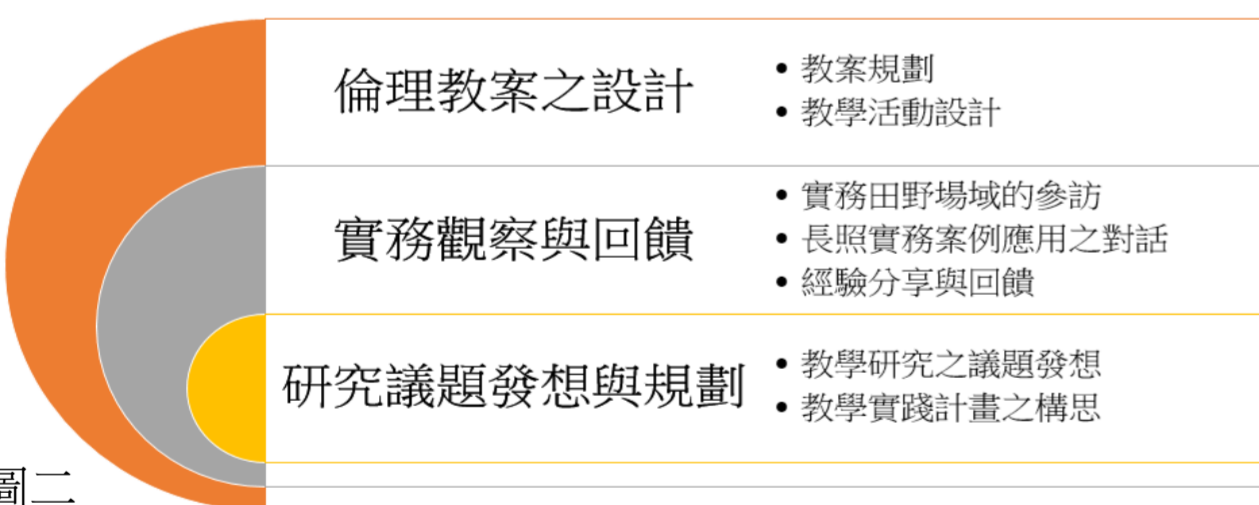 倫理教案之設計
• 教案規劃
• 教學活動設計
實務觀察與回饋
• 實務田野場域的參訪
• 長照實務案例應用之對話
• 經驗分享與回饋
研究議題發想與規劃
• 教學研究之議題發想
• 教學實踐計畫之構思
圖二